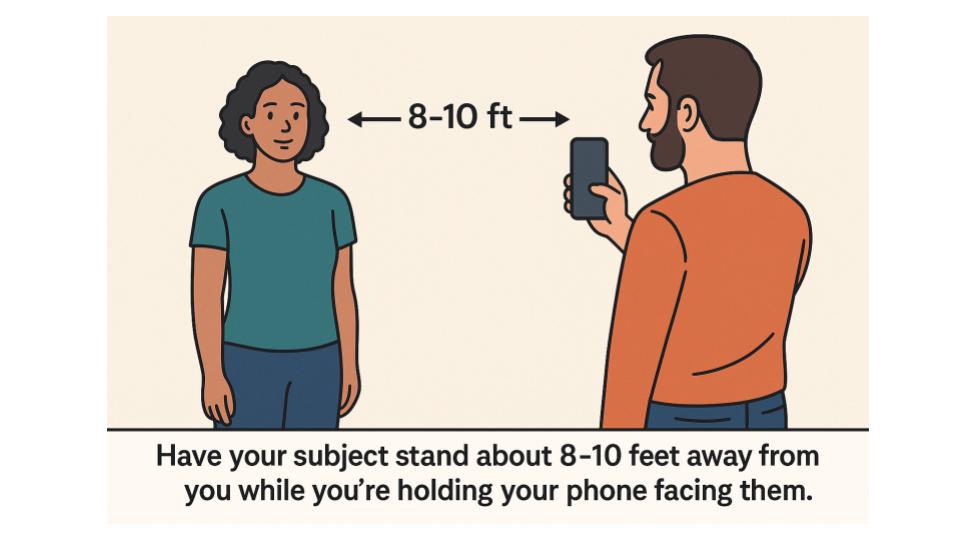 8-10 ft
Have your subject stand about 8-10 feet away from
you while you're holding your phone facing them.